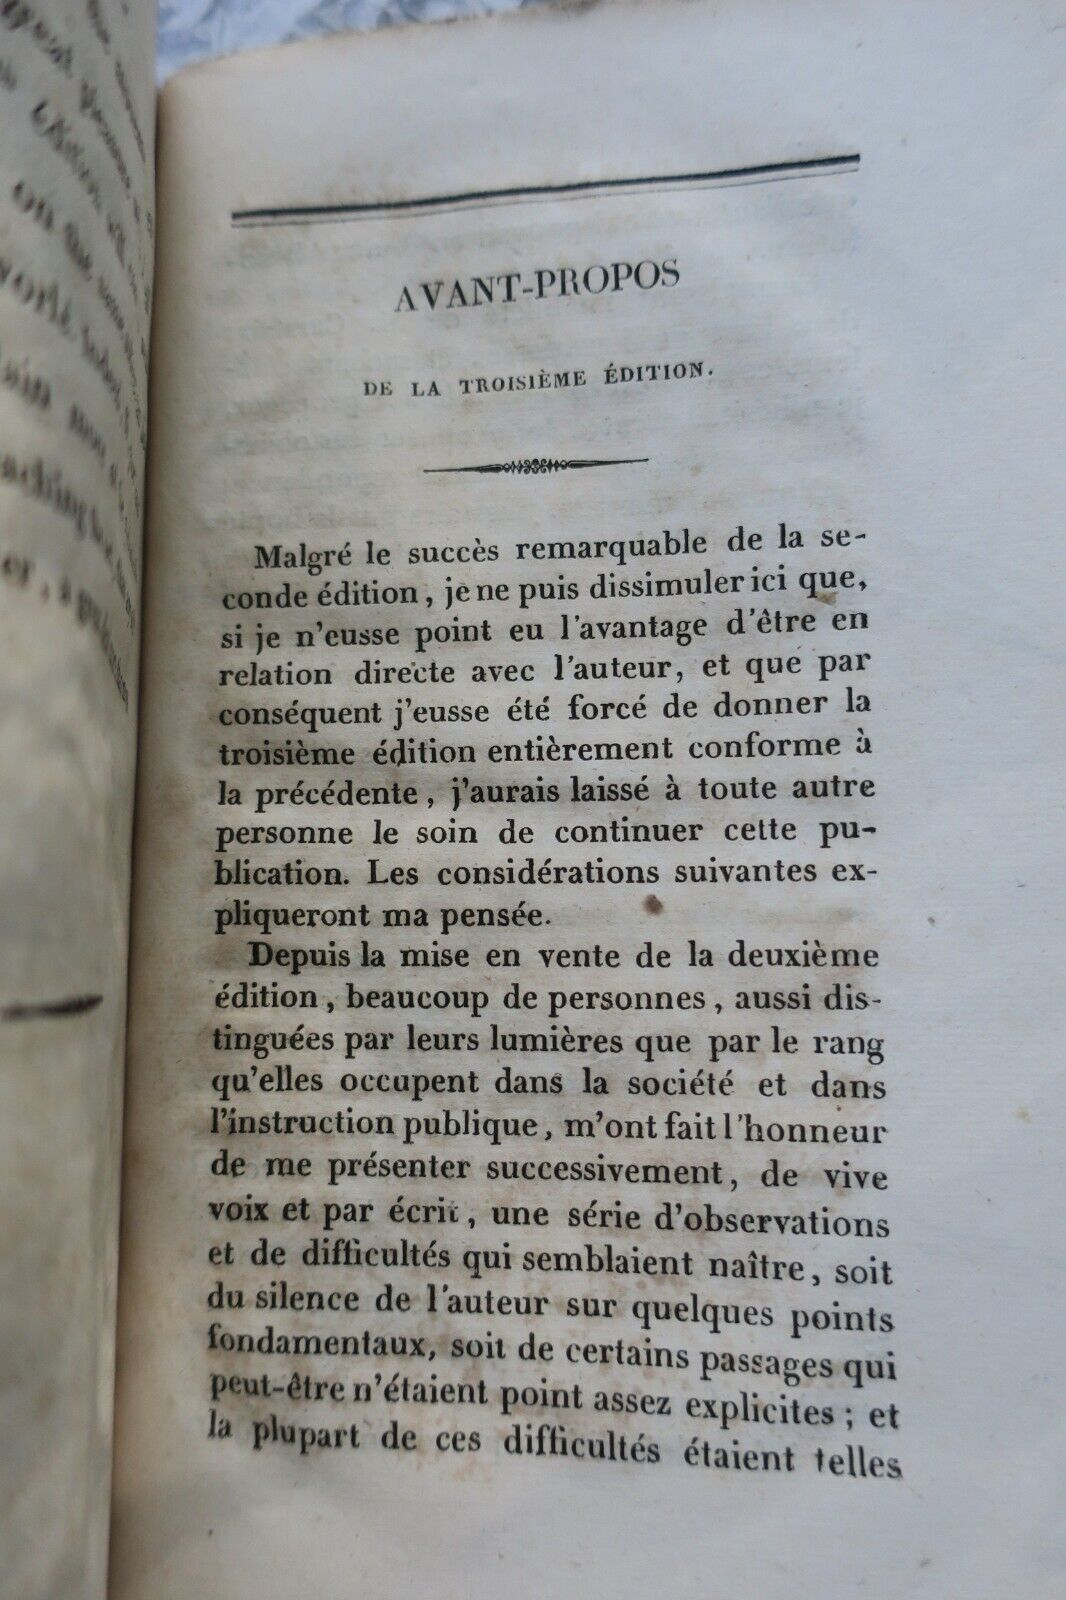 AVANT-PROPOS
DE LA TROISIÈME ÉDITION.
Malgré le succès remarquable de la se-
conde édition, je ne puis dissimuler ici que,
si je n'eusse point eu l'avantage d'être en
relation directe avec l'auteur, et que par
conséquent j'eusse été forcé de donner la
troisième édition entièrement conforme à
la précédente, j'aurais laissé à toute autre
personne le soin de continuer cette pu-
blication. Les considérations suivantes ex-
pliqueront ma pensée.
Depuis la mise en vente de la deuxième
édition, beaucoup de personnes, aussi dis-
tinguées par leurs lumières que par le rang
qu'elles occupent dans la société et dans
l'instruction publique, m'ont fait l'honneur
de me présenter successivement, de vive
voix et par écrit, une série d'observations
et de difficultés qui semblaient naître, soit
du silence de l'auteur sur quelques points
fondamentaux, soit de certains passages qui
peut-être n'étaient point assez explicites; et
la plupart de ces difficultés étaient telles